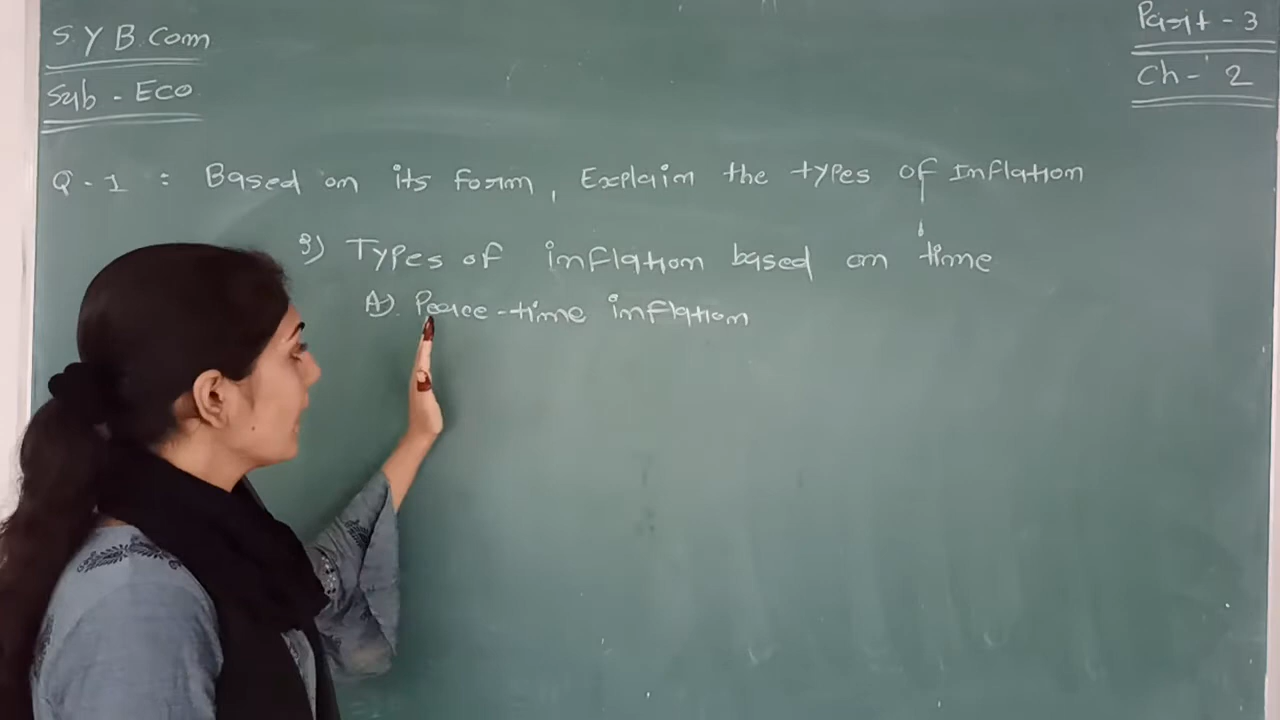 S.Y B.Com
Part - 3
Sub - Eco
Ch - 2
Q-1 : Based on its form, Explain the types of Inflation
3) Types of inflation based on time
A). Peace-time inflation